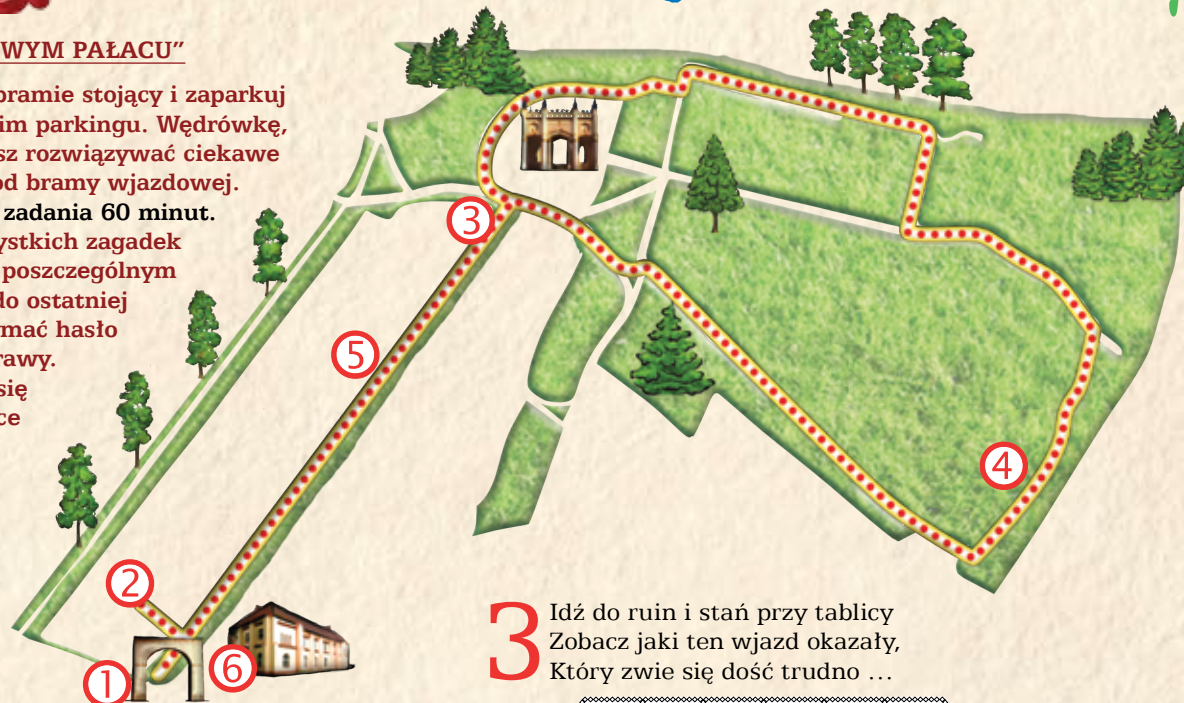 WYM PAŁACU”
bramie stojący i zaparkuj
im parkingu. Wędrówkę,
sz rozwiązywać ciekawe
od bramy wjazdowej.
zadania 60 minut.
ystkich zagadek
poszczególnym
do ostatniej
mać hasło
rawy.
się
ce
3
5
4
2
1
6
3 Idź do ruin i stań przy tablicy
Zobacz jaki ten wjazd okazały,
Który zwie się dość trudno …